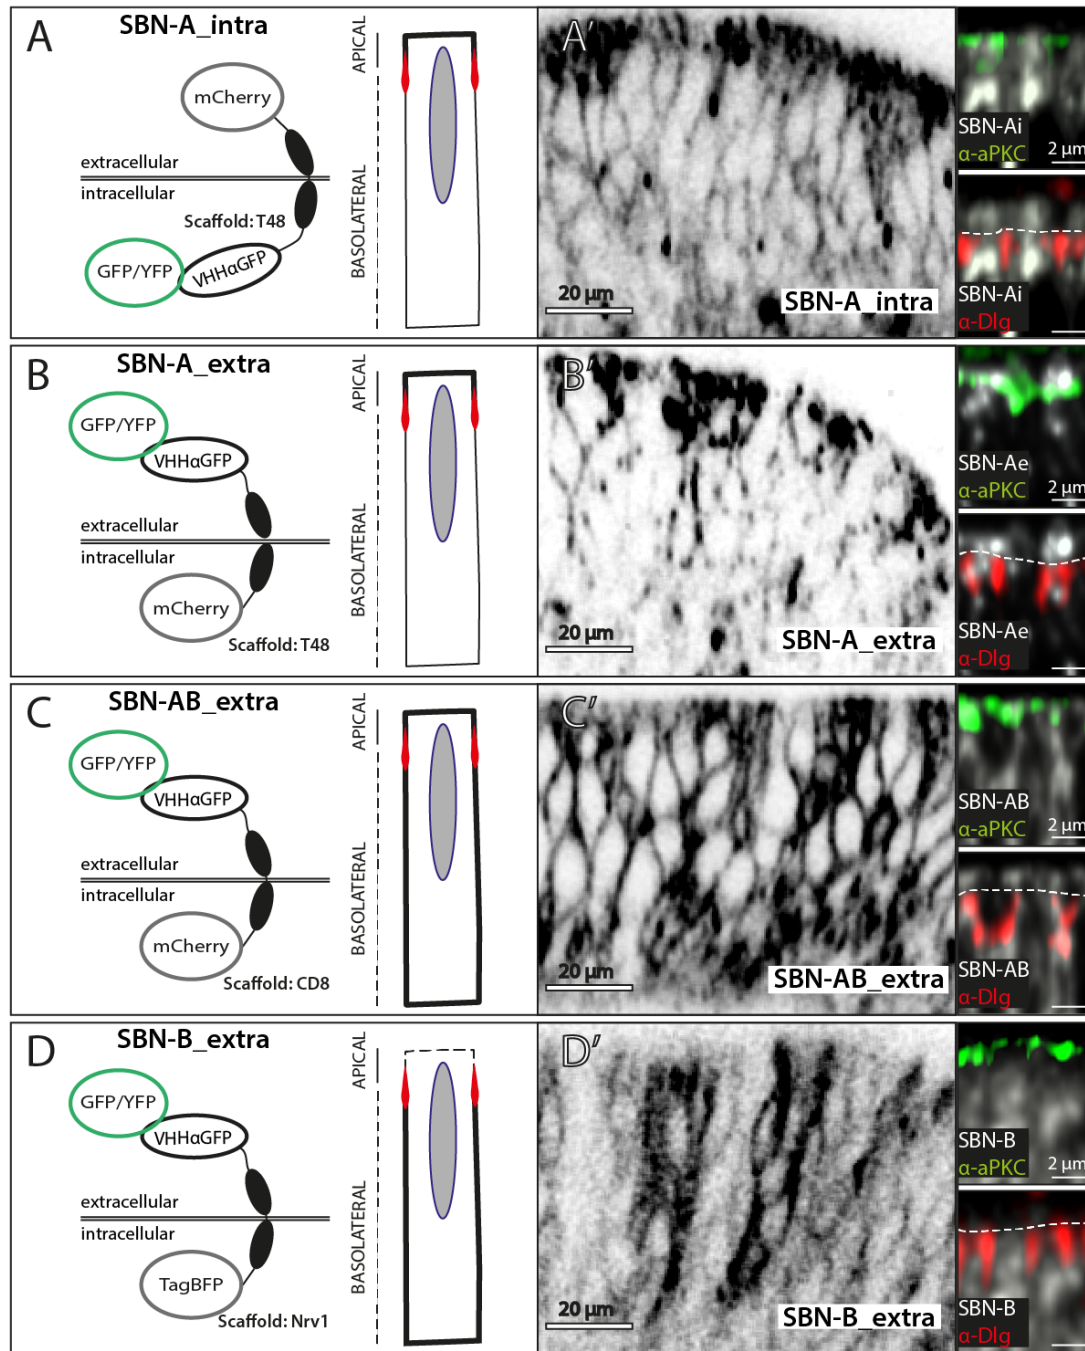 A
SBN-A_intra
mCherry
extracellular
intracellular
Scaffold: T48
GFP/YFP
VHHαGFP
APICAL
BASOLATERAL
A′
20 µm
SBN-A_intra
SBN-Ai
α-aPKC
2 µm
SBN-Ai
α-Dlg
B
SBN-A_extra
GFP/YFP
VHHαGFP
extracellular
intracellular
mCherry
Scaffold: T48
APICAL
BASOLATERAL
B′
20 µm
SBN-A_extra
SBN-Ae
α-aPKC
2 µm
SBN-Ae
α-Dlg
C
SBN-AB_extra
GFP/YFP
VHHαGFP
extracellular
intracellular
mCherry
Scaffold: CD8
APICAL
BASOLATERAL
C′
20 µm
SBN-AB_extra
SBN-AB
α-aPKC
2 µm
SBN-AB
α-Dlg
D
SBN-B_extra
GFP/YFP
VHHαGFP
extracellular
intracellular
TagBFP
Scaffold: Nrv1
APICAL
BASOLATERAL
D′
20 µm
SBN-B_extra
SBN-B
α-aPKC
2 µm
SBN-B
α-Dlg